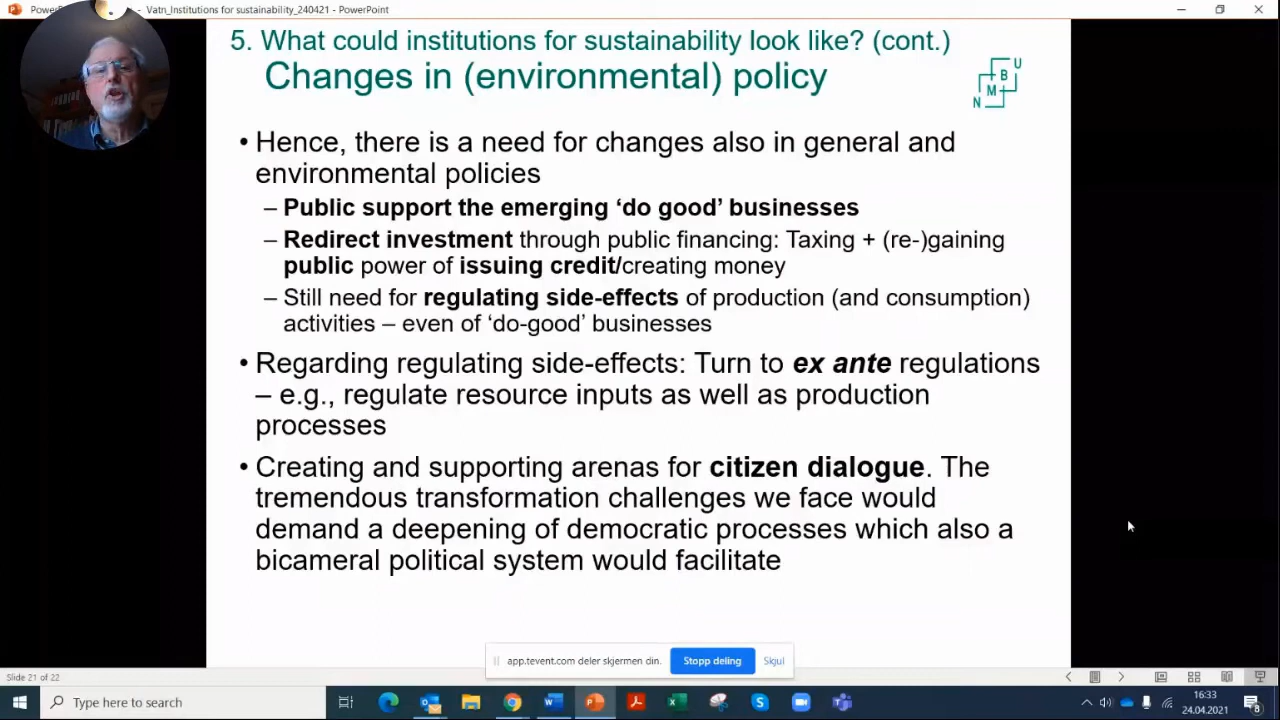 Vatn_Institutions for sustainability_240421 - PowerPoint
5. What could institutions for sustainability look like? (cont.)
Changes in (environmental) policy
U
B
M
N
• Hence, there is a need for changes also in general and
environmental policies
– Public support the emerging ‘do good’ businesses
– Redirect investment through public financing: Taxing + (re-)gaining
public power of issuing credit/creating money
– Still need for regulating side-effects of production (and consumption)
activities – even of ‘do-good’ businesses
• Regarding regulating side-effects: Turn to ex ante regulations
– e.g., regulate resource inputs as well as production
processes
• Creating and supporting arenas for citizen dialogue. The
tremendous transformation challenges we face would
demand a deepening of democratic processes which also a
bicameral political system would facilitate
app.tevent.com deler skjermen din.
Stopp deling
Skjul
Slide 21 of 22
Type here to search
16:33
24.04.2021
8